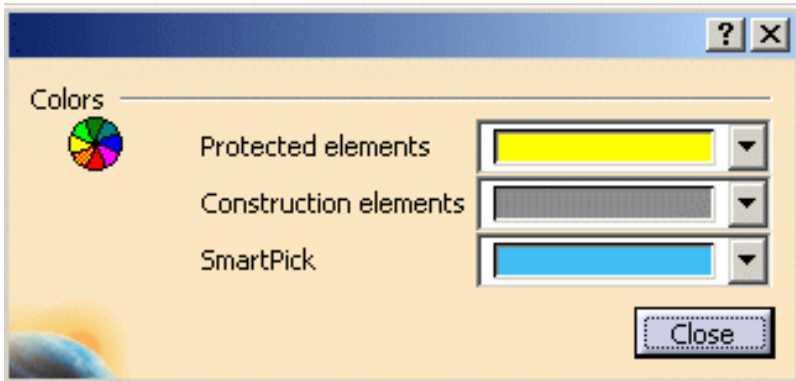 ?
Colors
Protected elements
Construction elements
SmartPick
Close